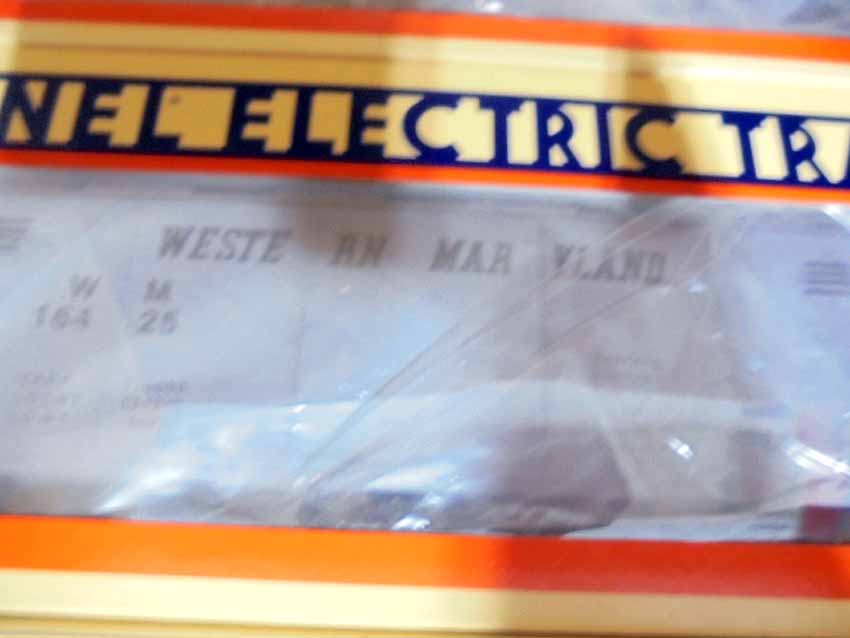 NEL ELECTRIC TR
WESTE RN MAR YLAND
W M
164 25